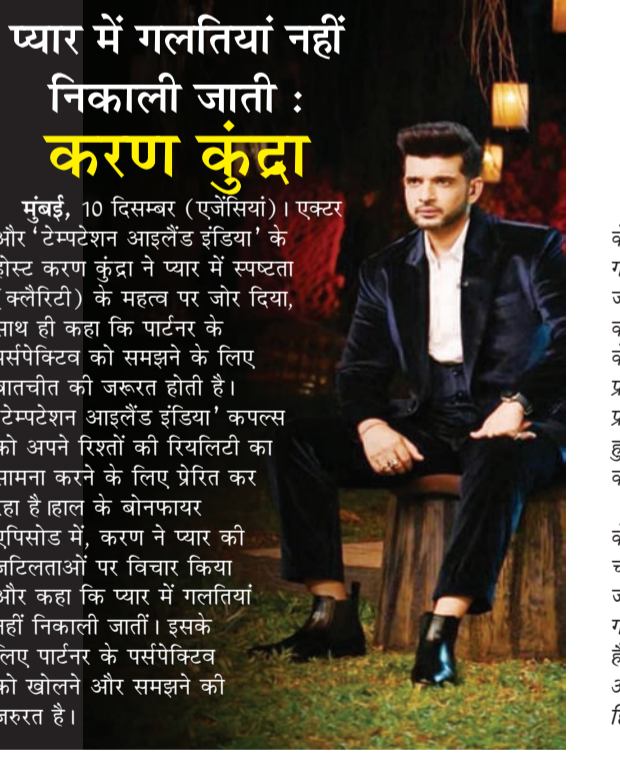 प्यार में गलतियां नहीं
निकाली जाती :
करण कुंद्रा
मुंबई, 10 दिसम्बर (एजेंसियां)। एक्टर
और ‘टेम्पटेशन आइलैंड इंडिया’ के
होस्ट करण कुंद्रा ने प्यार में स्पष्टता
(क्लैरिटी) के महत्व पर जोर दिया,
साथ ही कहा कि पार्टनर के
पर्सपेक्टिव को समझने के लिए
बातचीत की जरूरत होती है।
टेम्पटेशन आइलैंड इंडिया’ कपल्स
को अपने रिश्तों की रियलिटी का
सामना करने के लिए प्रेरित कर
रहा है।हाल के बोनफायर
एपिसोड में, करण ने प्यार की
जटिलताओं पर विचार किया
और कहा कि प्यार में गलतियां
नहीं निकाली जातीं। इसके
लिए पार्टनर के पर्सपेक्टिव
को खोलने और समझने की
जरुरत है।